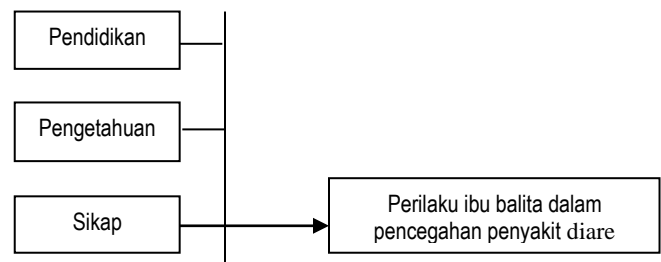 Pendidikan
Pengetahuan
Sikap
Perilaku ibu balita dalam
pencegahan penyakit diare